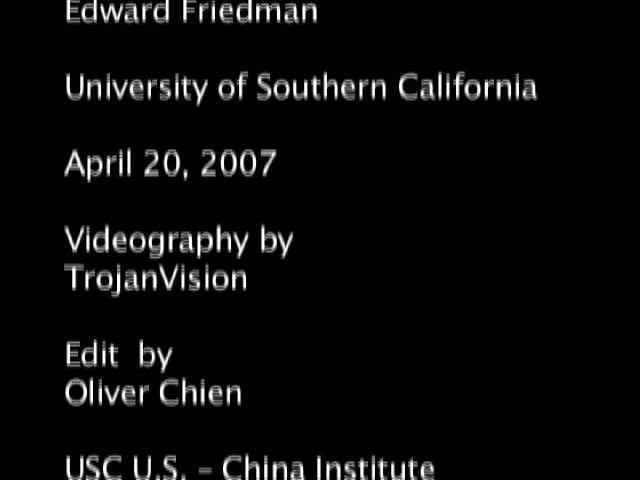 Edward Friedman
University of Southern California
April 20, 2007
Videography by
TrojanVision
Edit by
Oliver Chien
USC U.S. – China Institute